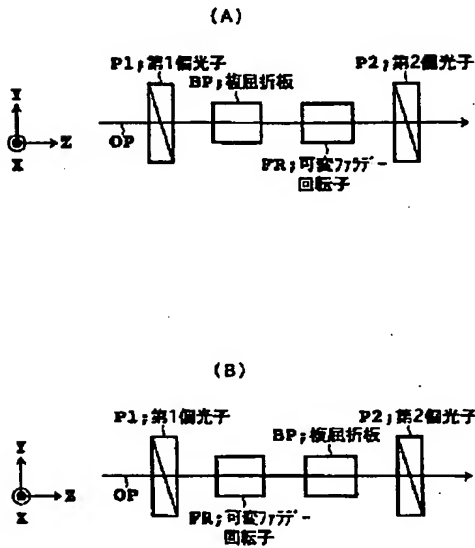 (A)
P1;第1偏光子
P2;第2偏光子
BP;複屈折板
Y
Z
X
OP
FR;可変ファラデー
回転子
(B)
P1;第1偏光子
P2;第2偏光子
BP;複屈折板
Y
Z
X
OP
FR;可変ファラデー
回転子